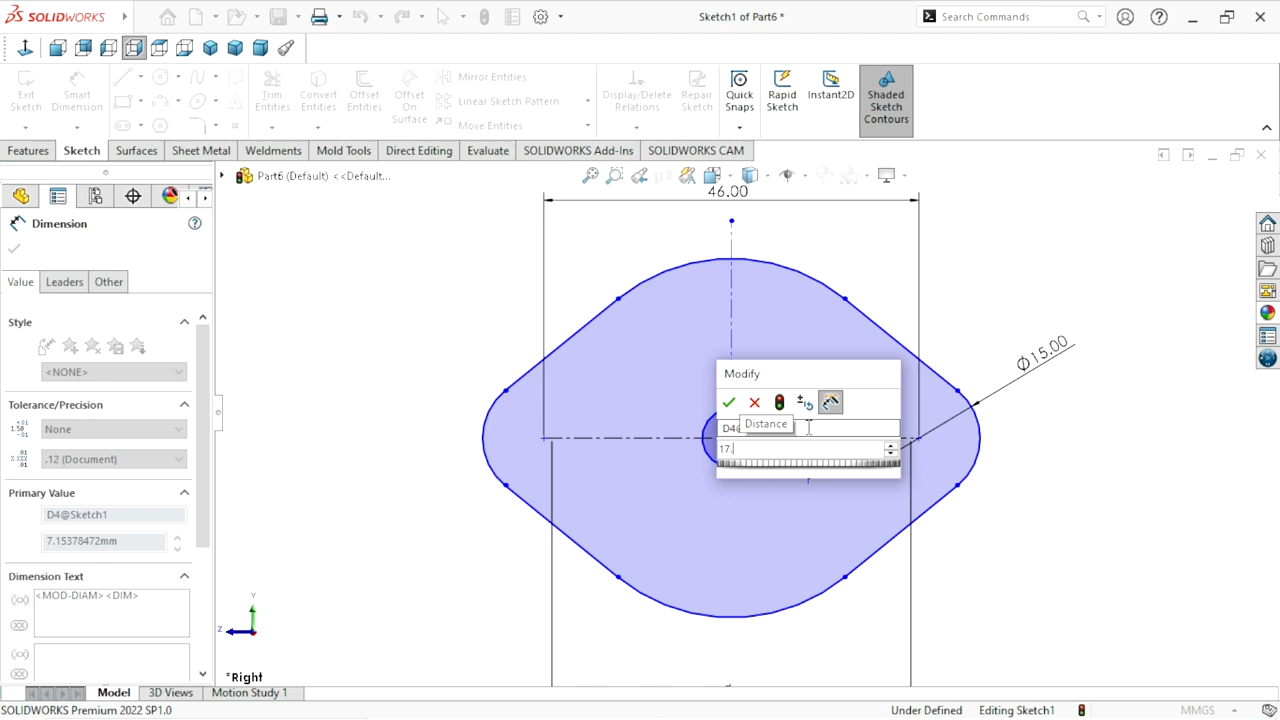 SOLIDWORKS
Sketch1 of Part6 *
Search Commands
Exit Sketch
Smart Dimension
Trim Entities
Convert Entities
Offset Entities
Offset On Surface
Mirror Entities
Linear Sketch Pattern
Move Entities
Display/Delete Relations
Repair Sketch
Quick Snaps
Rapid Sketch
Instant2D
Shaded Sketch Contours
Features
Sketch
Surfaces
Sheet Metal
Weldments
Mold Tools
Direct Editing
Evaluate
SOLIDWORKS Add-Ins
SOLIDWORKS CAM
Part6 (Default) <<Default...
Dimension
Value
Leaders
Other
Style
<NONE>
Tolerance/Precision
None
.12 (Document)
Primary Value
D4@Sketch1
7.15378472mm
Dimension Text
<MOD-DIAM><DIM>
46.00
Ø15.00
Modify
D4@
Distance
17.
Y
Z
*Right
Model
3D Views
Motion Study 1
SOLIDWORKS Premium 2022 SP1.0
Under Defined
Editing Sketch1
MMGS